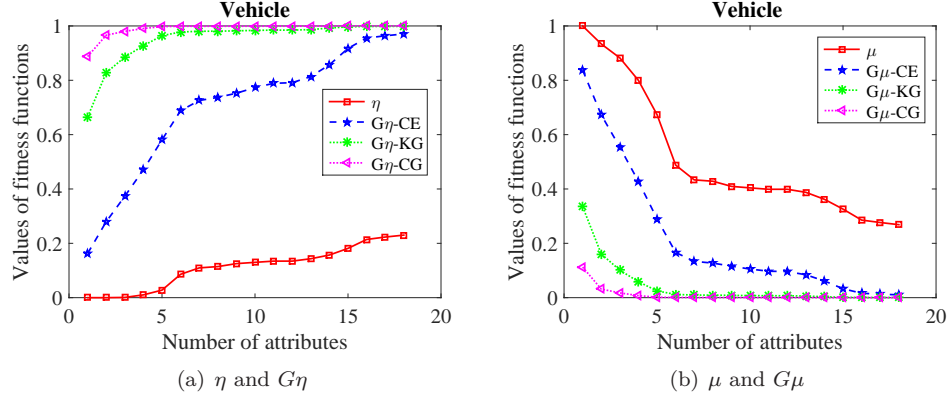 Vehicle
Values of fitness functions
1
0.8
0.6
0.4
0.2
0
η
Gη-CE
Gη-KG
Gη-CG
0 5 10 15 20
Number of attributes
(a) η and Gη
Vehicle
Values of fitness functions
1
0.8
0.6
0.4
0.2
0
μ
Gμ-CE
Gμ-KG
Gμ-CG
0 5 10 15 20
Number of attributes
(b) μ and Gμ